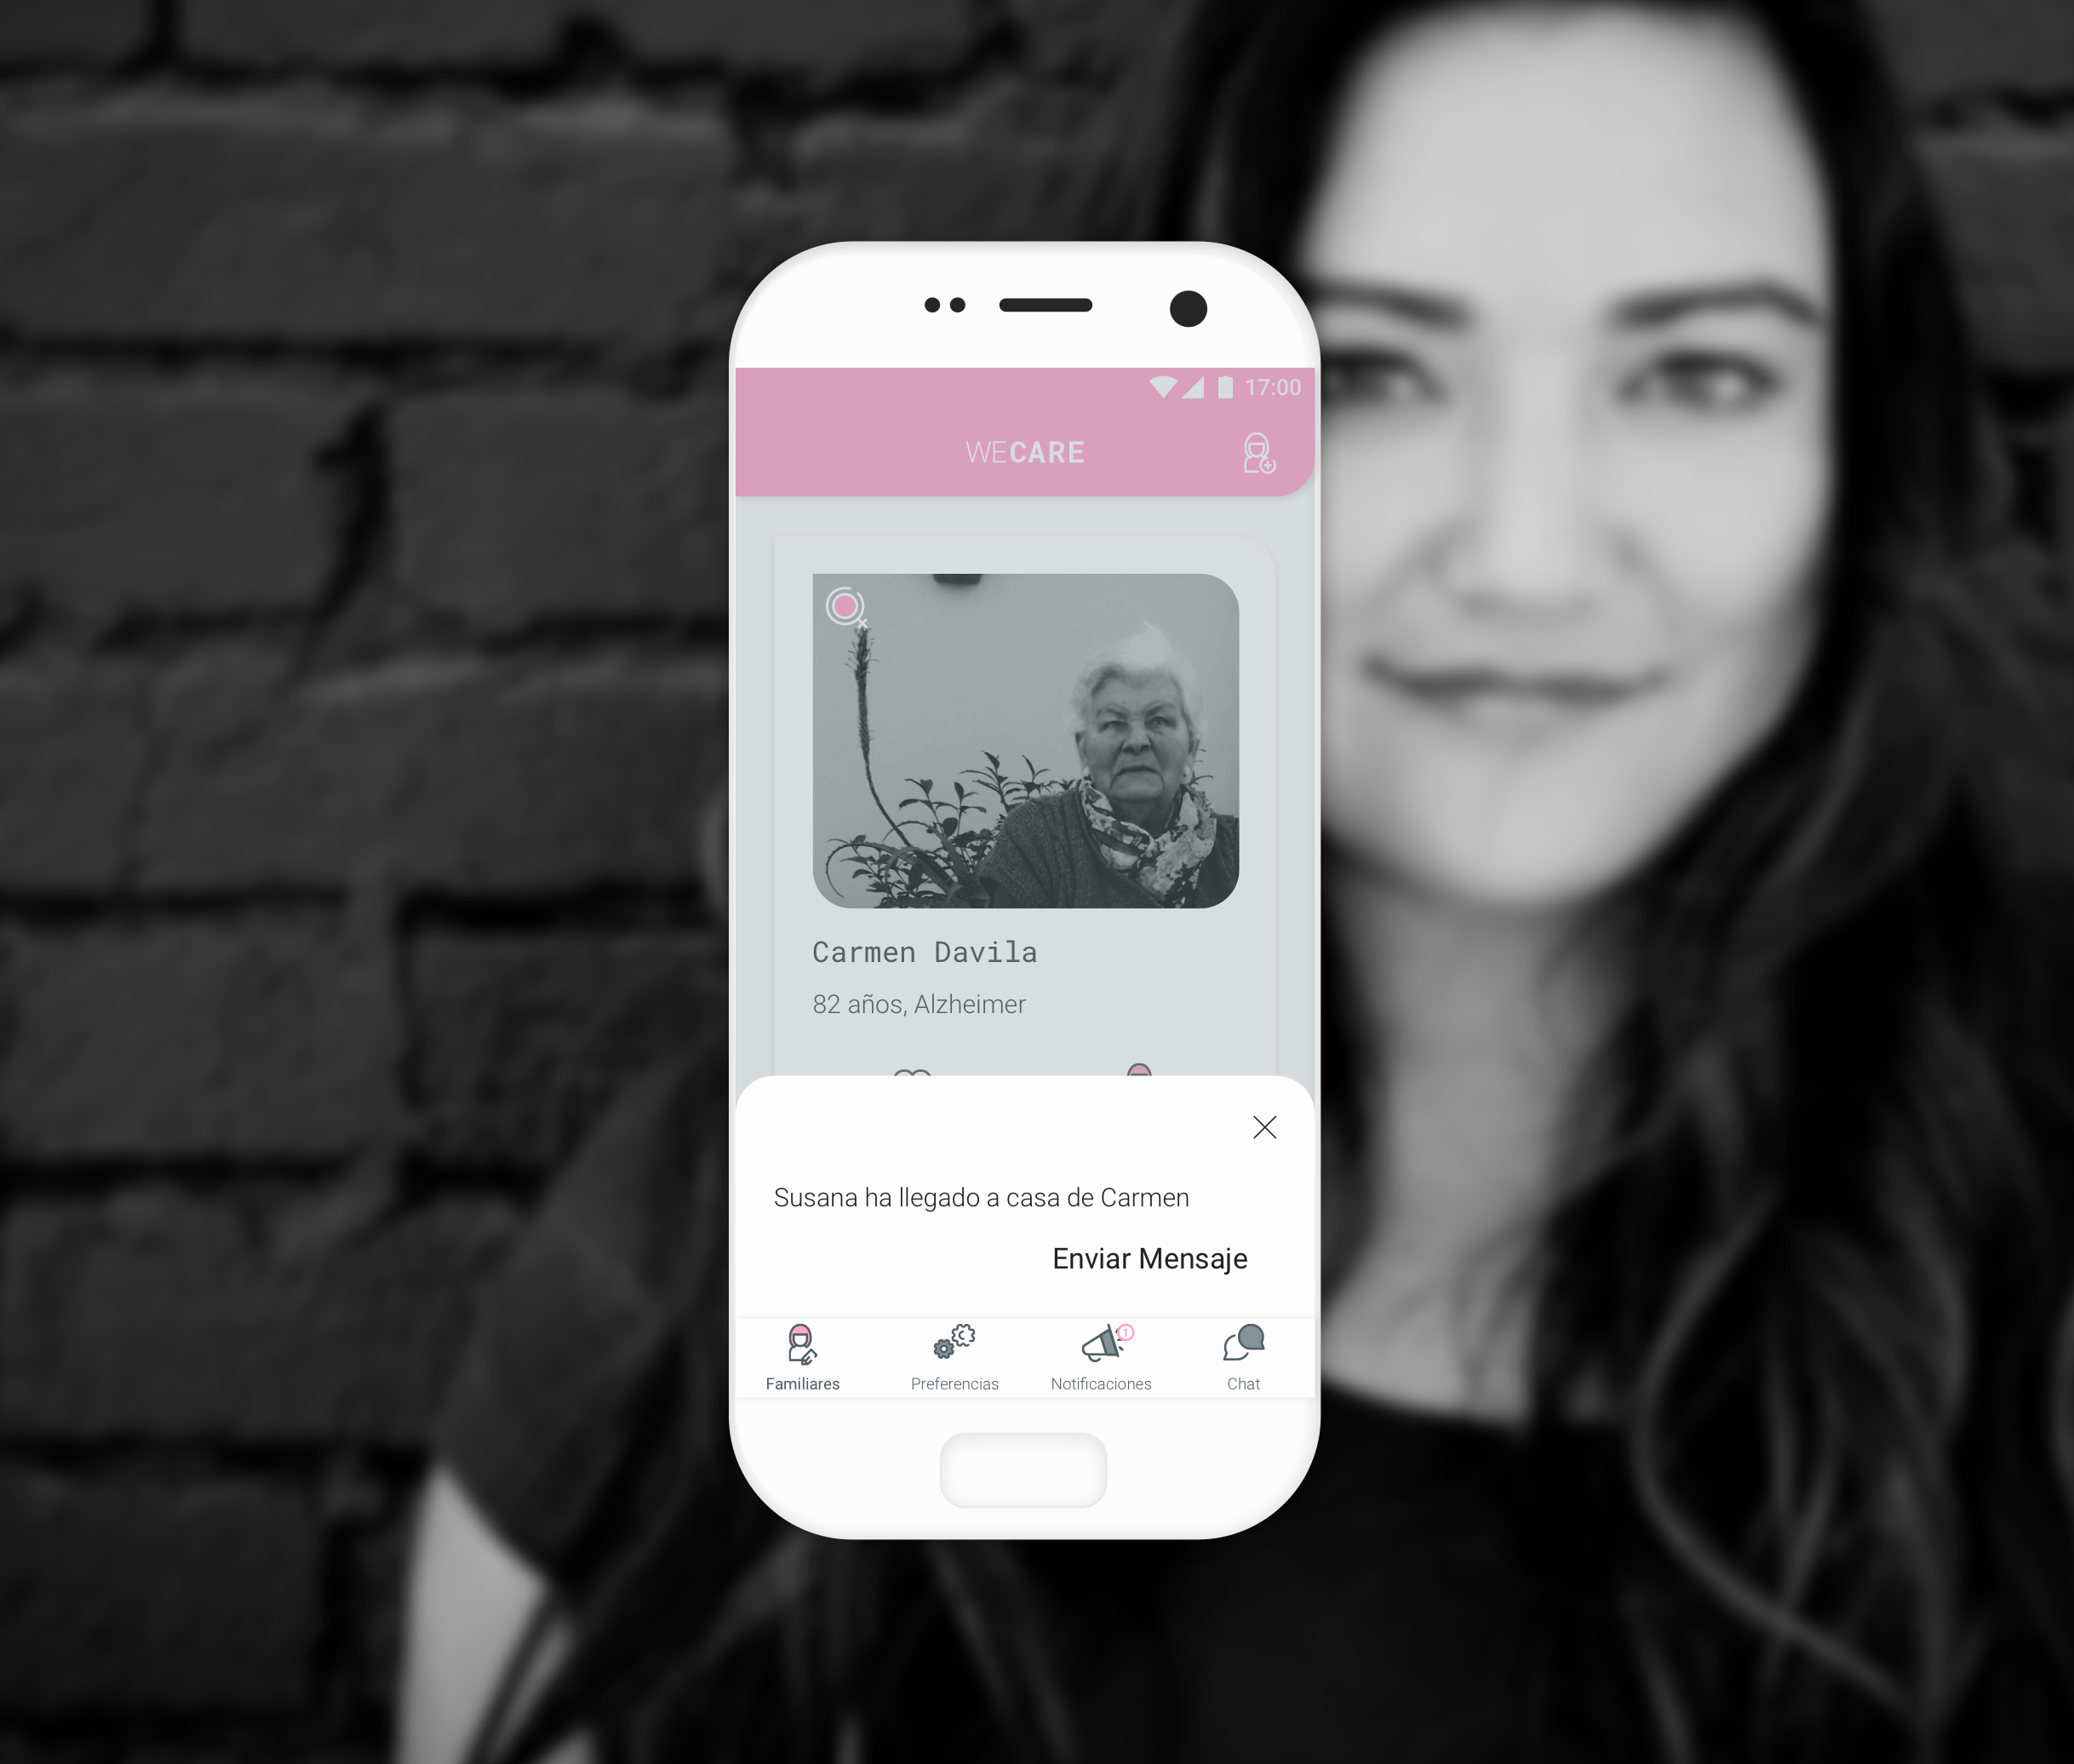 17:00
WECARE
Carmen Davila
82 años, Alzheimer
Susana ha llegado a casa de Carmen
Enviar Mensaje
1
Familiares
Preferencias
Notificaciones
Chat